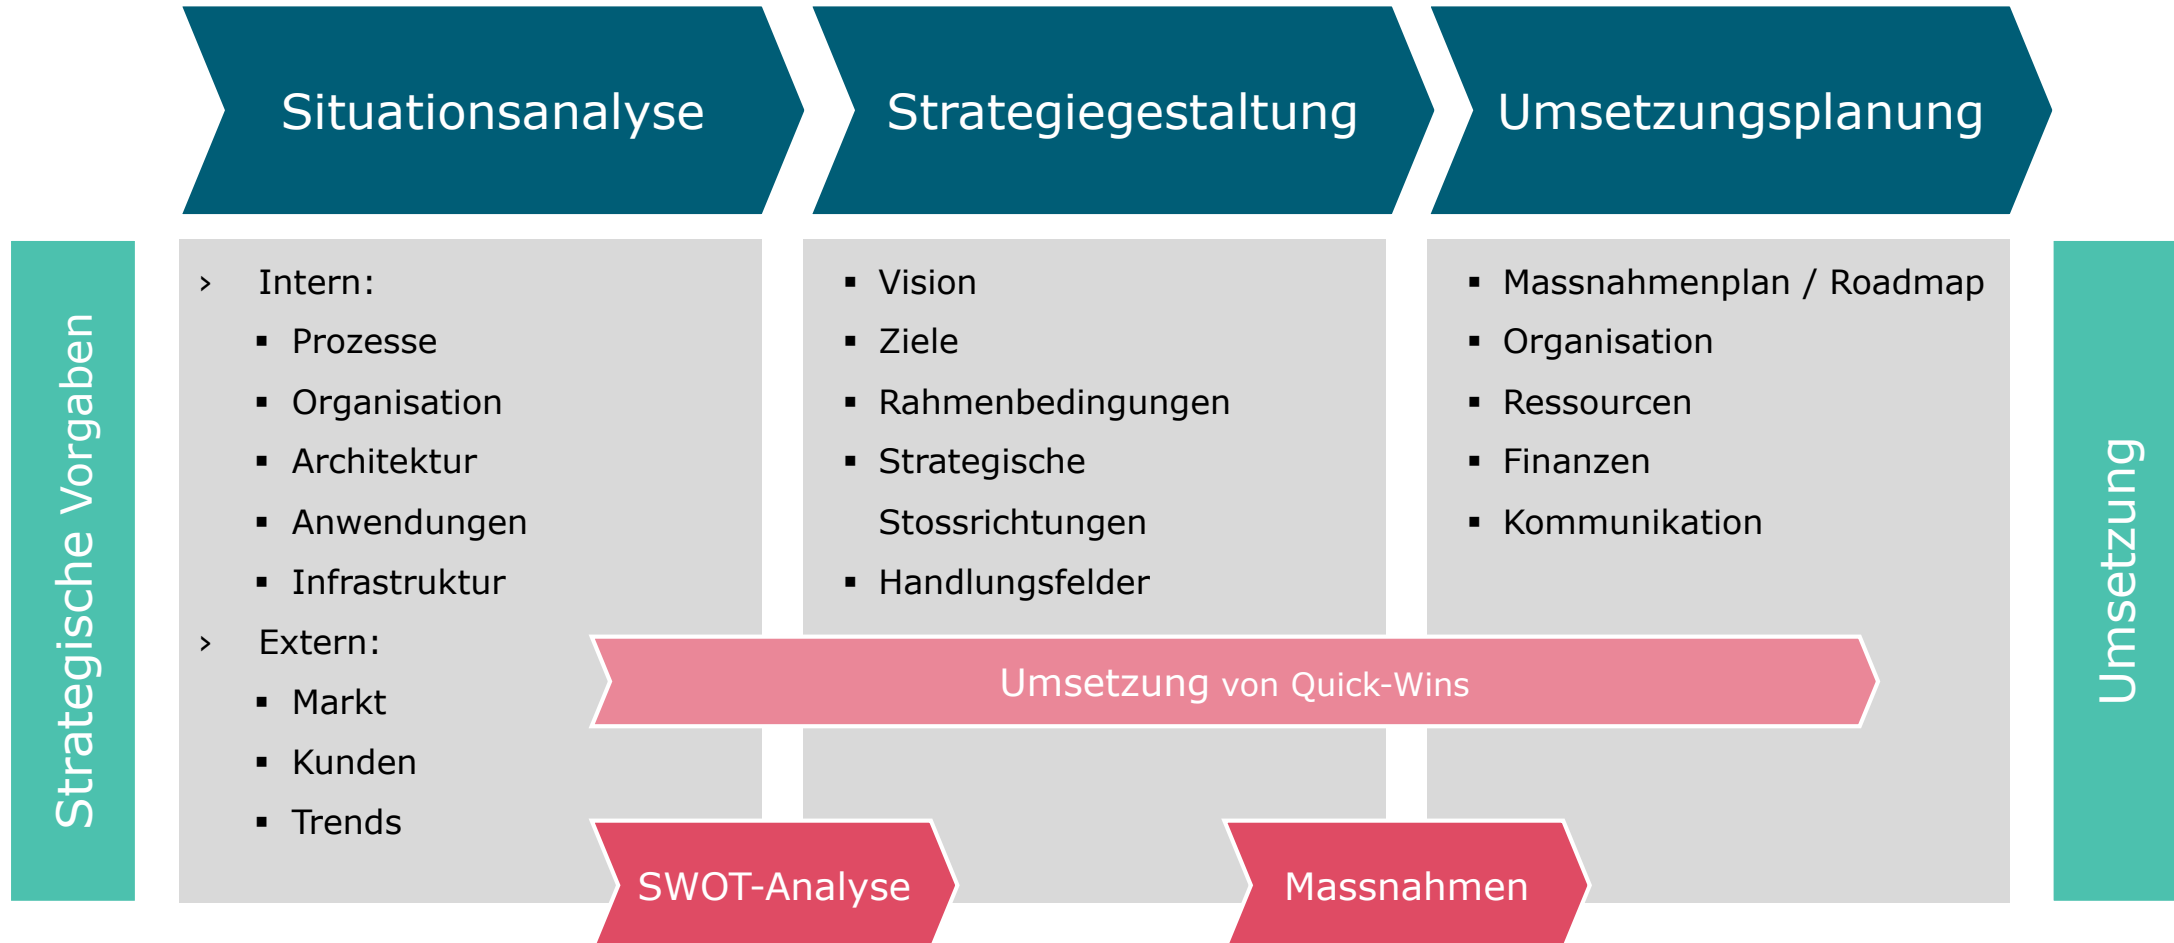 Situationsanalyse
Strategiegestaltung
Umsetzungsplanung
Strategische Vorgaben
› Intern:
▪ Prozesse
▪ Organisation
▪ Architektur
▪ Anwendungen
▪ Infrastruktur
› Extern:
▪ Markt
▪ Kunden
▪ Trends
▪ Vision
▪ Ziele
▪ Rahmenbedingungen
▪ Strategische
Stossrichtungen
▪ Handlungsfelder
▪ Massnahmenplan / Roadmap
▪ Organisation
▪ Ressourcen
▪ Finanzen
▪ Kommunikation
Umsetzung von Quick-Wins
SWOT-Analyse
Massnahmen
Umsetzung